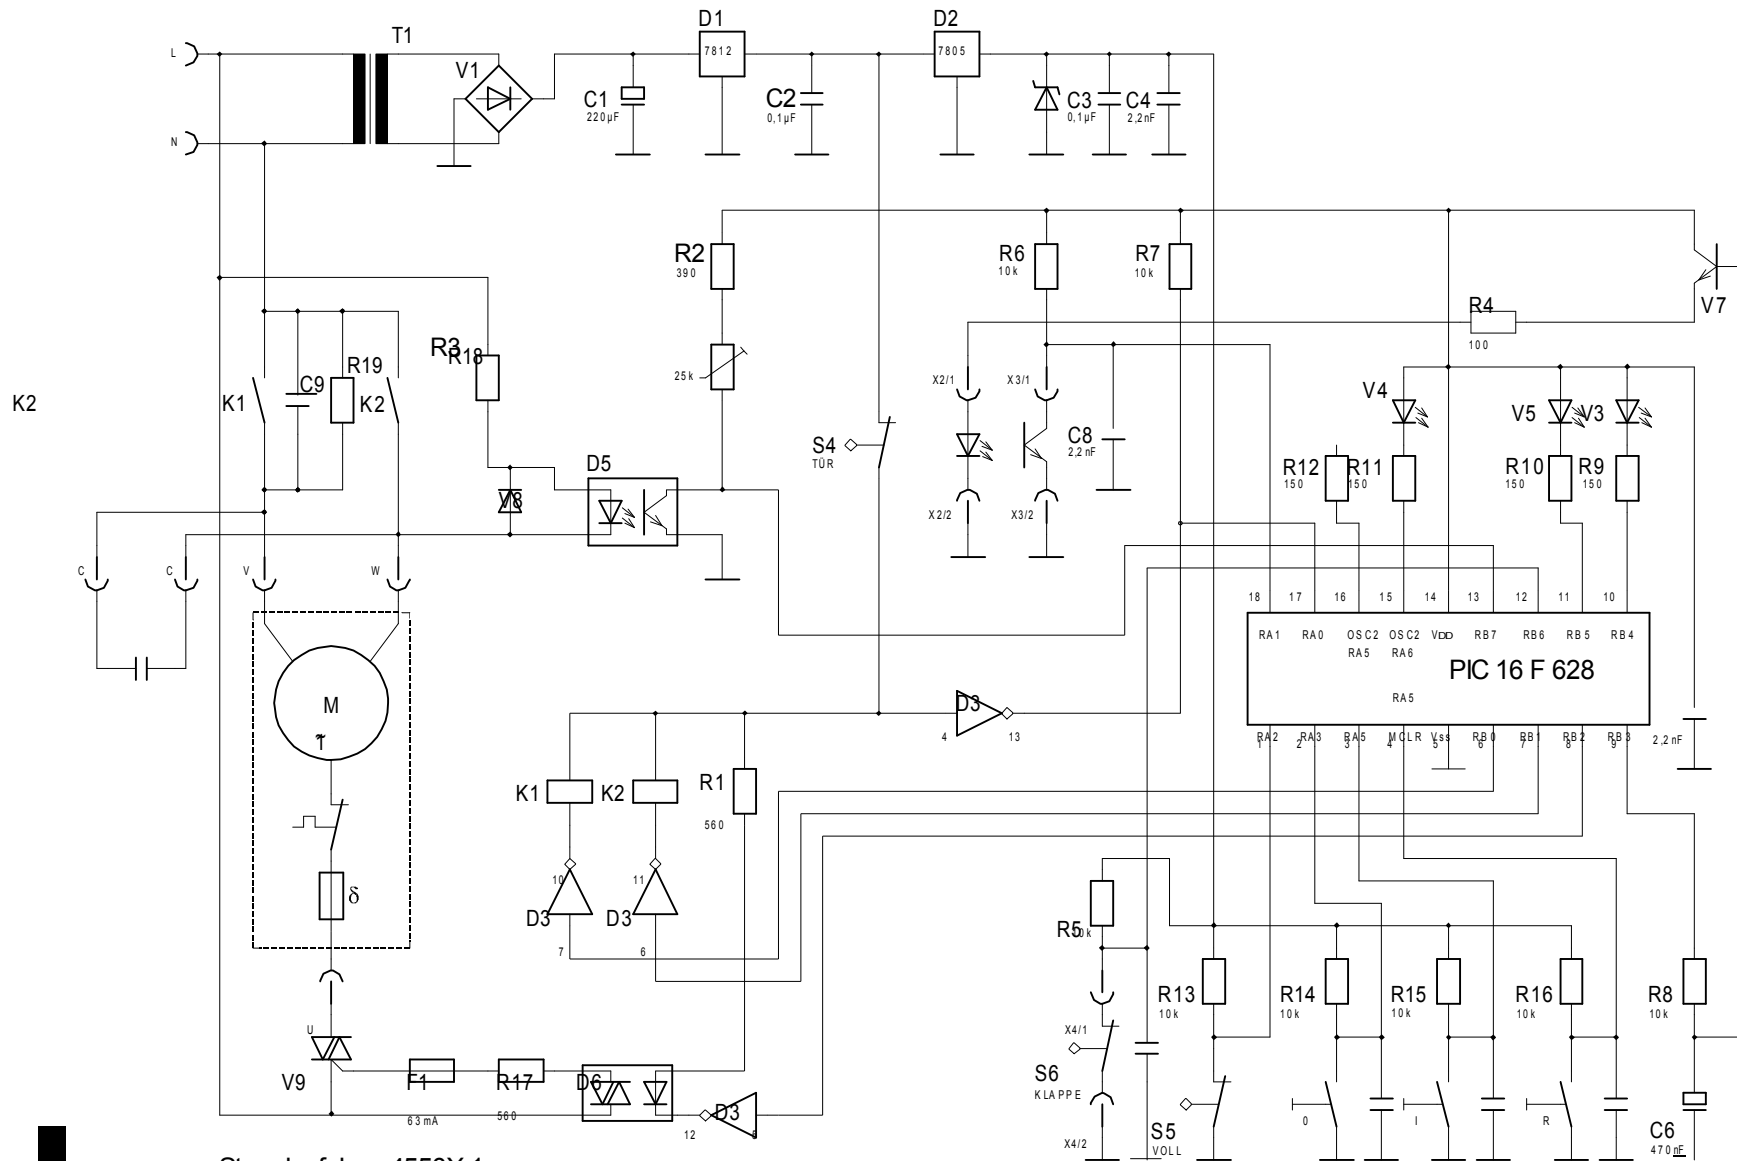 T1
D1
D2
L
7812
7805
V1
C1
220µF
C2
0,1µF
C3
0,1µF
C4
2,2nF
N
R2
390
R6
10k
R7
10k
R4
100
V7
R3
R18
R19
25k
X2/1
X3/1
V4
V5
V3
K2
K1
C9
K2
S4
TÜR
C8
2,2nF
D5
V8
R12
150
R11
150
R10
150
R9
150
X2/2
X3/2
C
C
V
W
18
17
16
15
14
13
12
11
10
RA1
RA0
OSC2
OSC2
VDD
RB7
RB6
RB5
RB4
RA5
RA6
PIC 16 F 628
RA5
M
1
D3
4
13
RA2
RA3
RA5
MCLR
Vss
RB0
RB1
RB2
RB3
1
2
3
4
5
6
7
8
9
2,2nF
K1
K2
R1
560
10
11
δ
D3
D3
7
6
R5
R13
10k
R14
10k
R15
10k
R16
10k
R8
10k
U
X4/1
V9
F1
63mA
R17
560
D6
D3
12
8
S6
KLAPPE
X4/2
S5
VOLL
0
I
R
C6
470nF